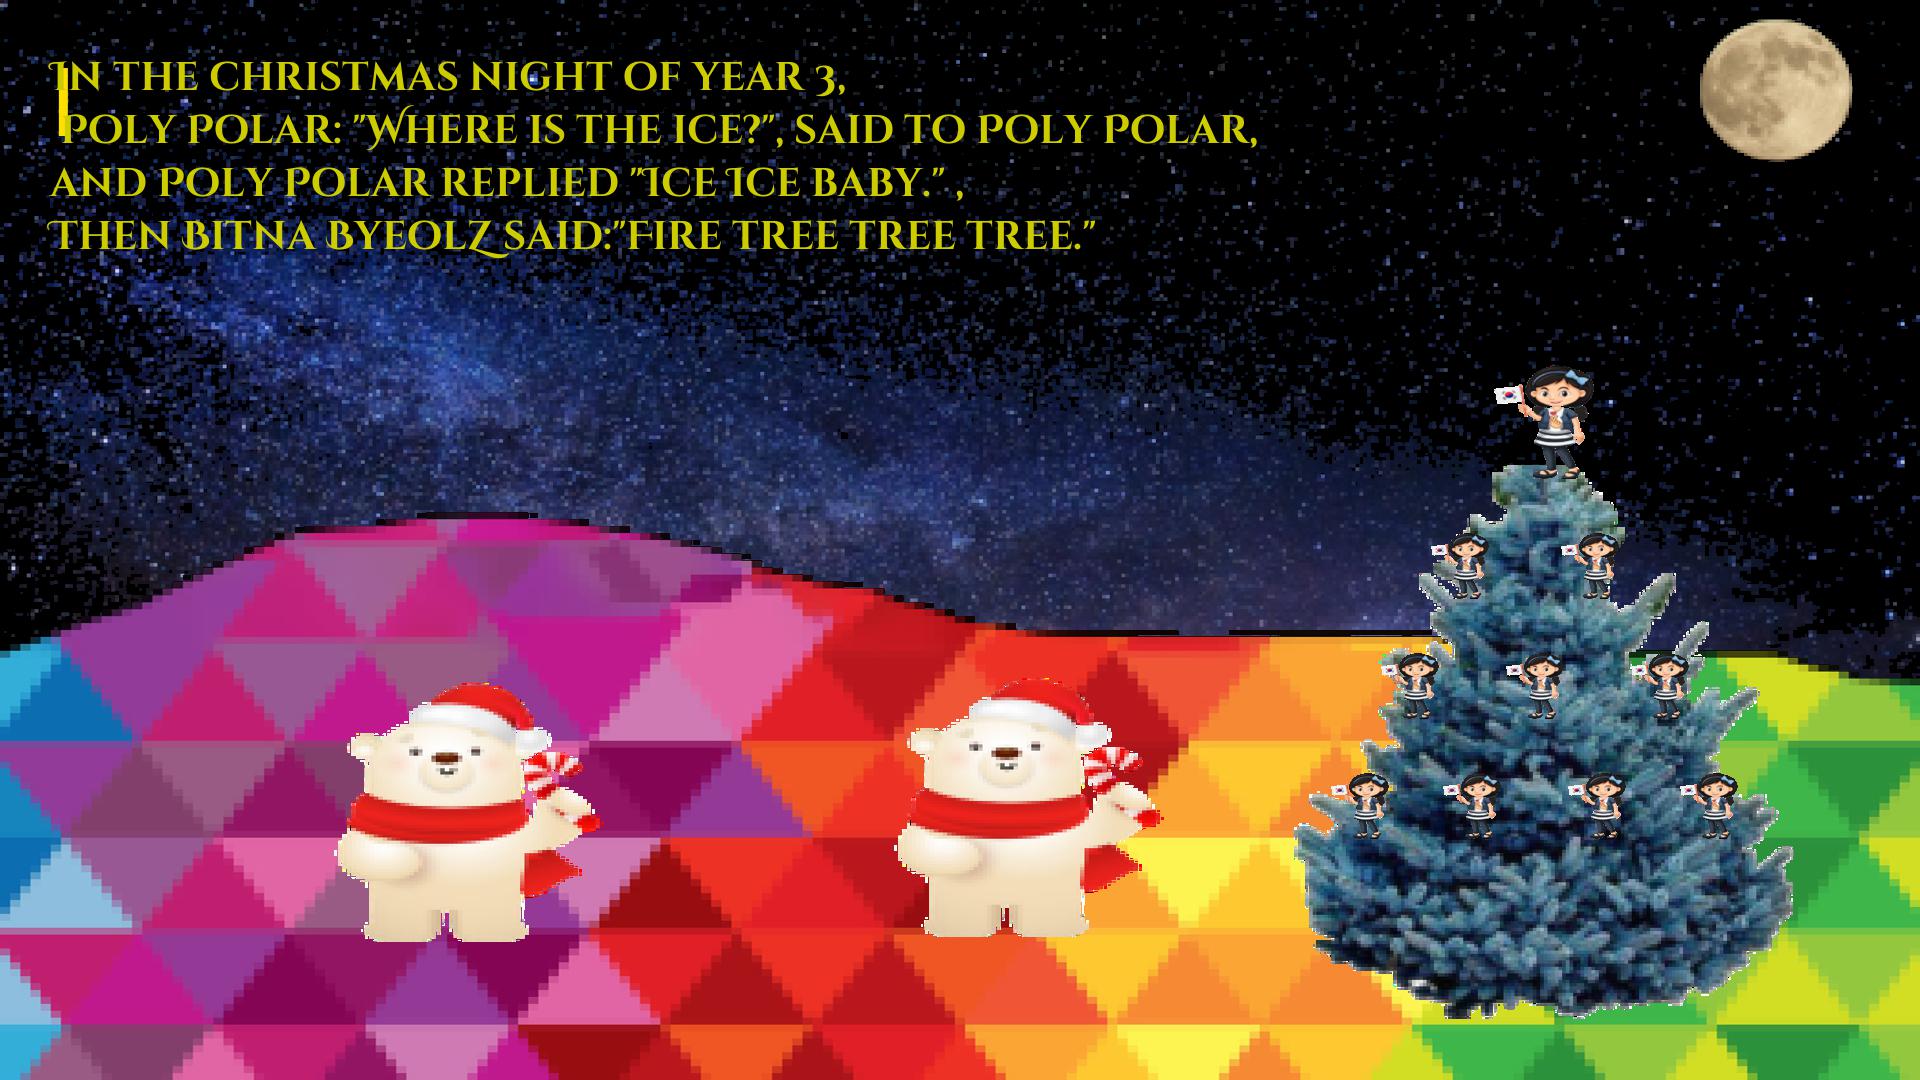 In the Christmas night of year 3,
Poly Polar: "Where is the ice?", said to Poly Polar,
and Poly Polar replied "Ice Ice baby." ,
Then Bitna Byeolz said:"Fire tree tree tree."